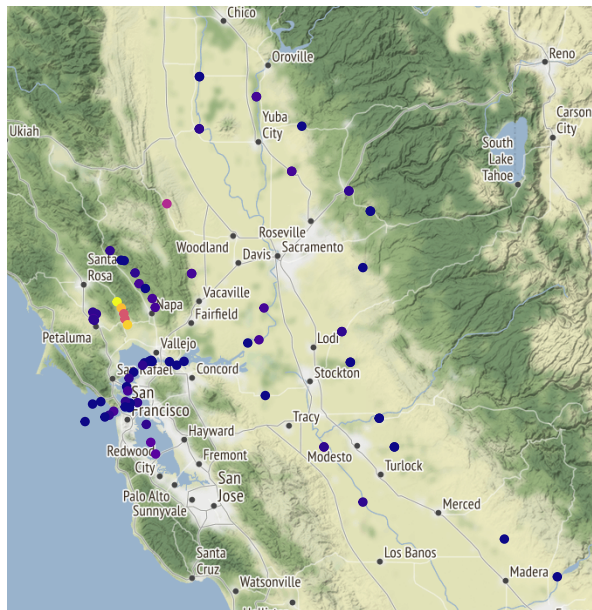 Chico
Oroville
Reno
Carson
City
Yuba
City
Ukiah
South
Lake
Tahoe
Roseville
Woodland
Sacramento
Davis
Santa
Rosa
Vacaville
Napa
Fairfield
Petaluma
Vallejo
Lodi
San Rafael
Concord
Stockton
San
Francisco
Tracy
Hayward
Redwood
City
Fremont
Modesto
Turlock
San
Jose
Palo Alto
Sunnyvale
Merced
Santa
Cruz
Los Banos
Madera
Watsonville